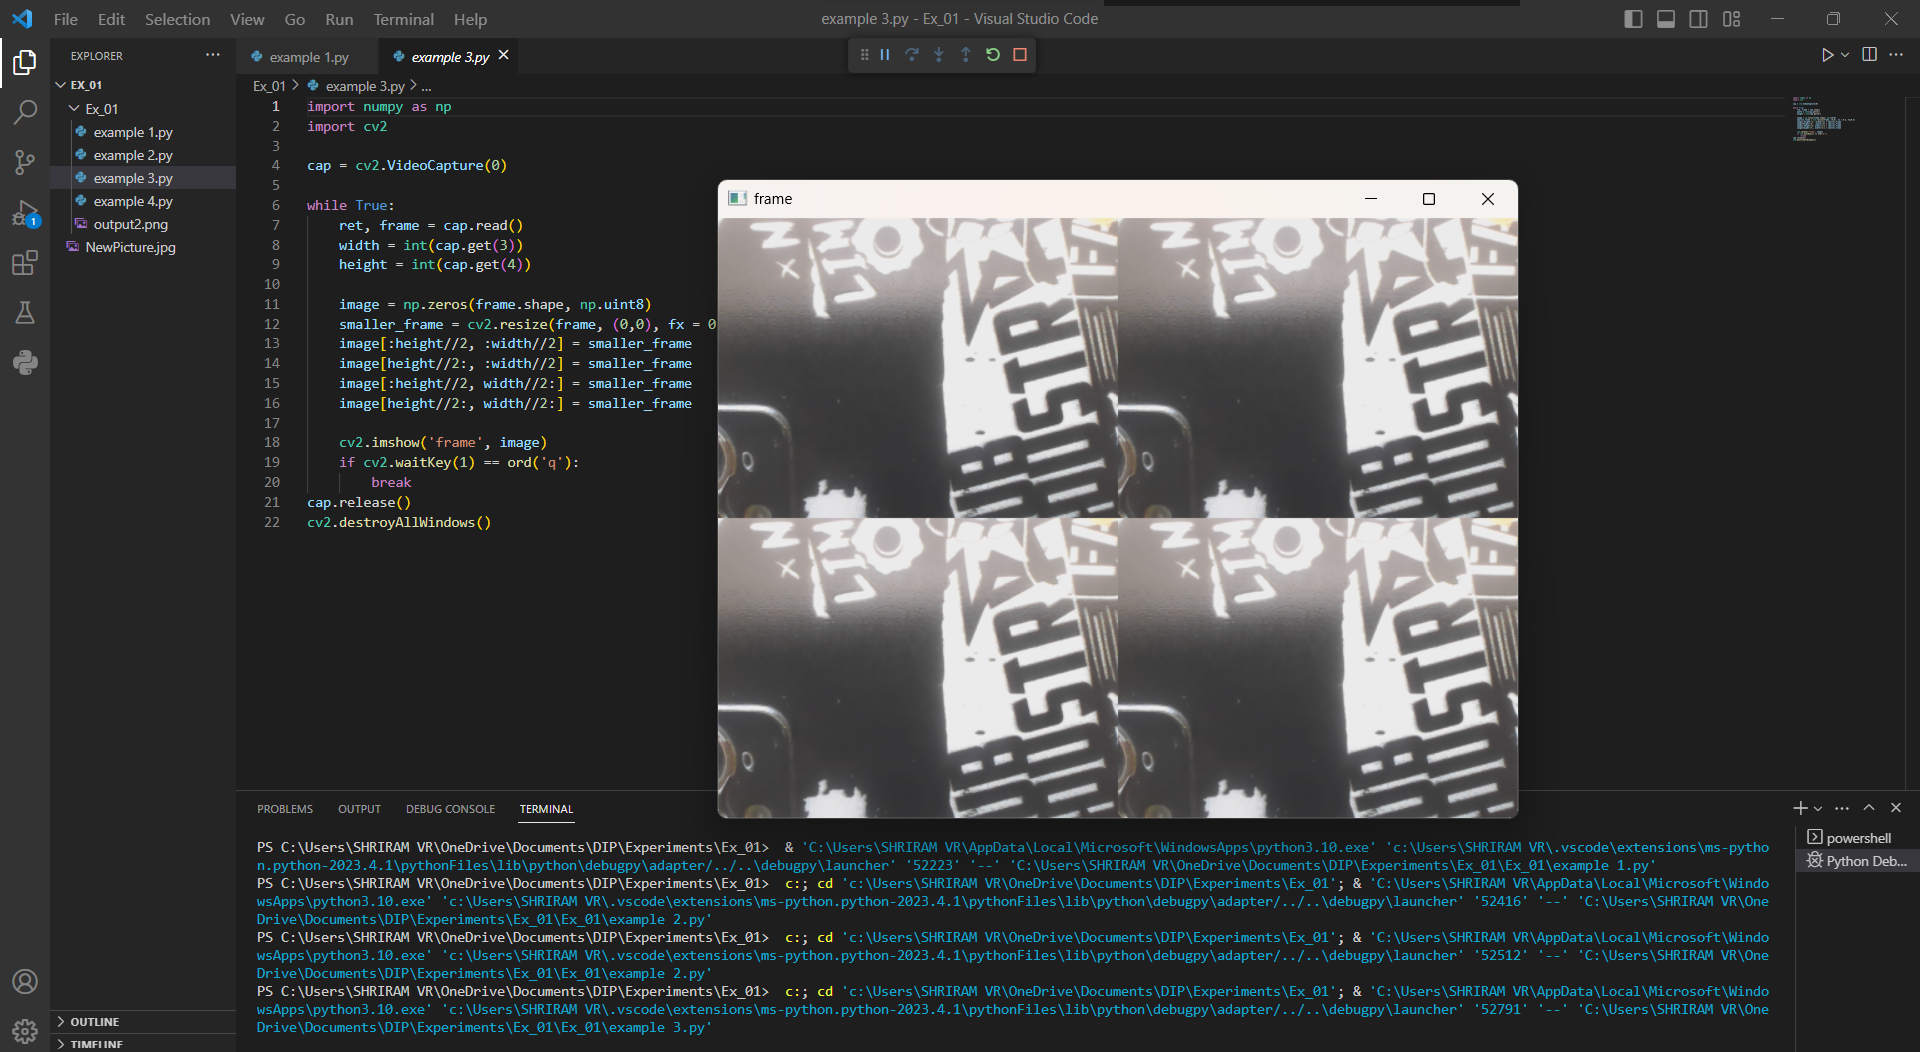 File Edit Selection View Go Run Terminal Help
example 3.py - Ex_01 - Visual Studio Code
EXPLORER
EX_01
Ex_01
example 1.py
example 2.py
example 3.py
example 4.py
output2.png
NewPicture.jpg
OUTLINE
TIMELINE
1
example 1.py
example 3.py
Ex_01 > example 3.py > ...
1 import numpy as np
2 import cv2
3
4 cap = cv2.VideoCapture(0)
5
6 while True:
7 ret, frame = cap.read()
8 width = int(cap.get(3))
9 height = int(cap.get(4))
10
11 image = np.zeros(frame.shape, np.uint8)
12 smaller_frame = cv2.resize(frame, (0,0), fx = 0
13 image[:height//2, :width//2] = smaller_frame
14 image[height//2:, :width//2] = smaller_frame
15 image[:height//2, width//2:] = smaller_frame
16 image[height//2:, width//2:] = smaller_frame
17
18 cv2.imshow('frame', image)
19 if cv2.waitKey(1) == ord('q'):
20 break
21 cap.release()
22 cv2.destroyAllWindows()
frame
PROBLEMS OUTPUT DEBUG CONSOLE TERMINAL
PS C:\Users\SHRIRAM VR\OneDrive\Documents\DIP\Experiments\Ex_01> & 'C:\Users\SHRIRAM VR\AppData\Local\Microsoft\WindowsApps\python3.10.exe' 'c:\Users\SHRIRAM VR\.vscode\extensions\ms-pytho
n.python-2023.4.1\pythonFiles\lib\python\debugpy\adapter/../..\debugpy\launcher' '52223' '--' 'C:\Users\SHRIRAM VR\OneDrive\Documents\DIP\Experiments\Ex_01\Ex_01\example 1.py'
PS C:\Users\SHRIRAM VR\OneDrive\Documents\DIP\Experiments\Ex_01> c:; cd 'c:\Users\SHRIRAM VR\OneDrive\Documents\DIP\Experiments\Ex_01'; & 'C:\Users\SHRIRAM VR\AppData\Local\Microsoft\Windo
wsApps\python3.10.exe' 'c:\Users\SHRIRAM VR\.vscode\extensions\ms-python.python-2023.4.1\pythonFiles\lib\python\debugpy\adapter/../..\debugpy\launcher' '52416' '--' 'C:\Users\SHRIRAM VR\One
Drive\Documents\DIP\Experiments\Ex_01\Ex_01\example 2.py'
PS C:\Users\SHRIRAM VR\OneDrive\Documents\DIP\Experiments\Ex_01> c:; cd 'c:\Users\SHRIRAM VR\OneDrive\Documents\DIP\Experiments\Ex_01'; & 'C:\Users\SHRIRAM VR\AppData\Local\Microsoft\Windo
wsApps\python3.10.exe' 'c:\Users\SHRIRAM VR\.vscode\extensions\ms-python.python-2023.4.1\pythonFiles\lib\python\debugpy\adapter/../..\debugpy\launcher' '52512' '--' 'C:\Users\SHRIRAM VR\One
Drive\Documents\DIP\Experiments\Ex_01\Ex_01\example 2.py'
PS C:\Users\SHRIRAM VR\OneDrive\Documents\DIP\Experiments\Ex_01> c:; cd 'c:\Users\SHRIRAM VR\OneDrive\Documents\DIP\Experiments\Ex_01'; & 'C:\Users\SHRIRAM VR\AppData\Local\Microsoft\Windo
wsApps\python3.10.exe' 'c:\Users\SHRIRAM VR\.vscode\extensions\ms-python.python-2023.4.1\pythonFiles\lib\python\debugpy\adapter/../..\debugpy\launcher' '52791' '--' 'C:\Users\SHRIRAM VR\One
Drive\Documents\DIP\Experiments\Ex_01\Ex_01\example 3.py'
powershell
Python Deb...